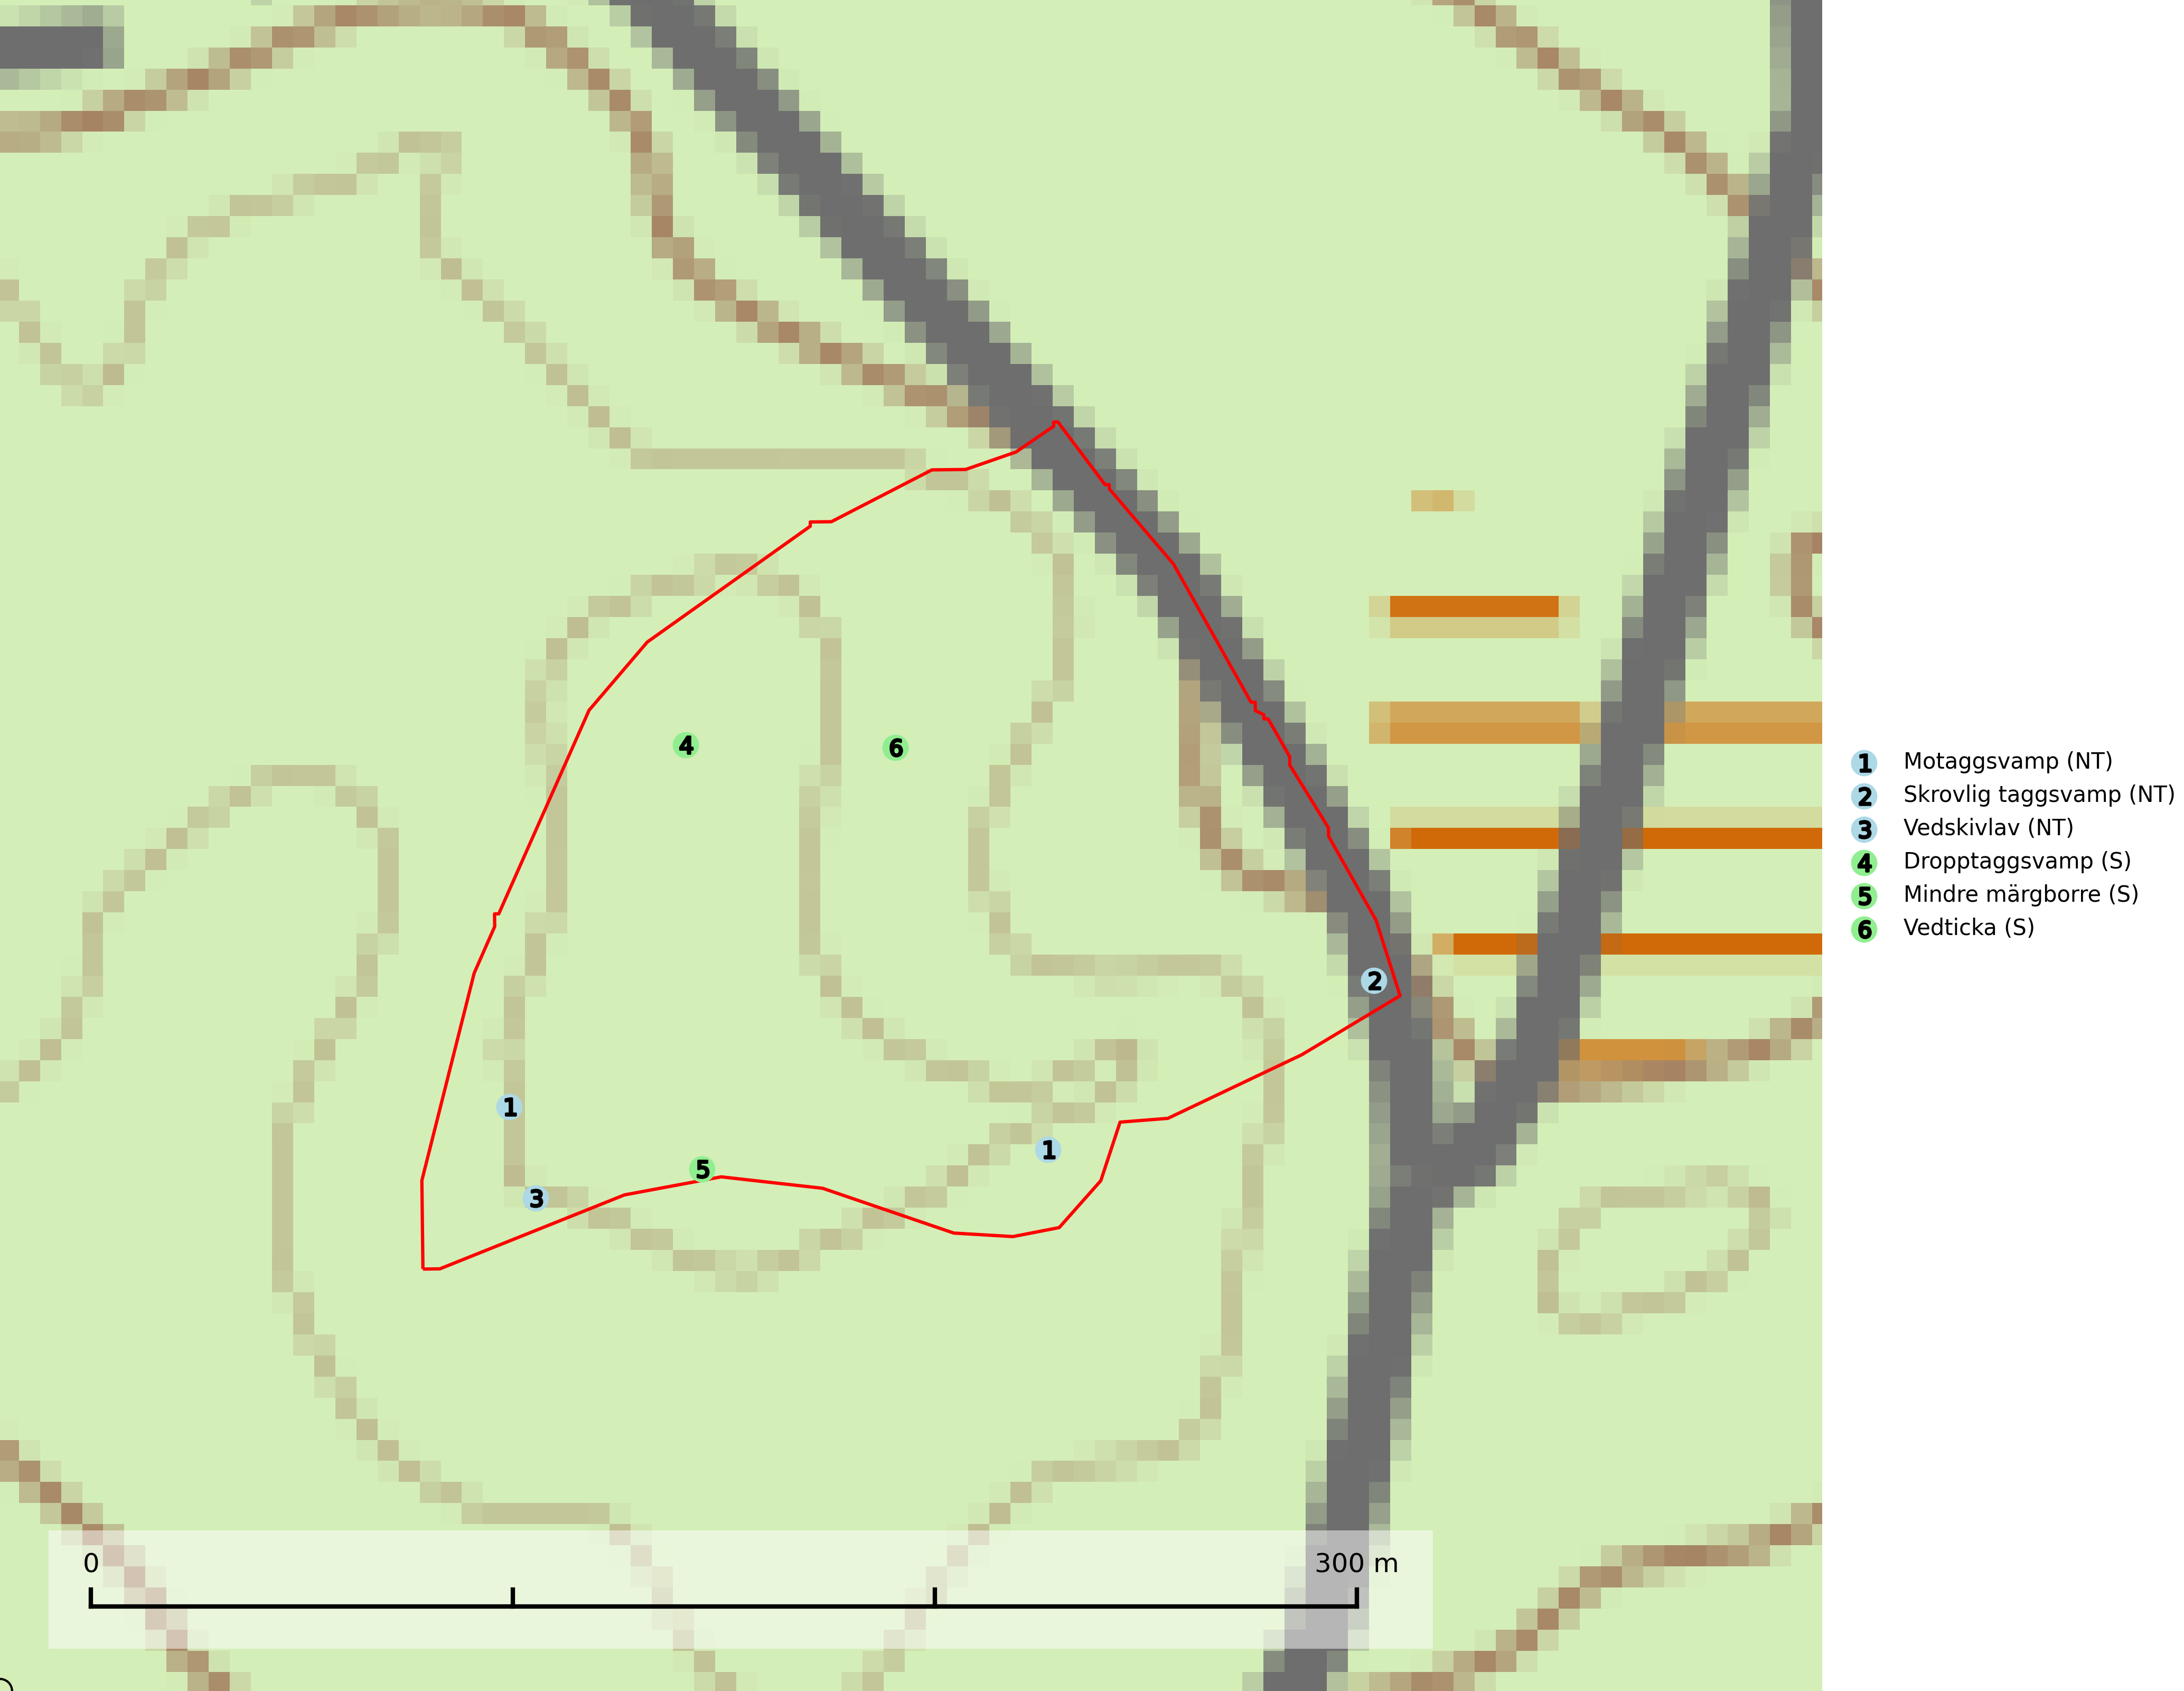 4
6
2
1
1
5
3
1 Motaggsvamp (NT)
2 Skrovlig taggsvamp (NT)
3 Vedskivlav (NT)
4 Dropptaggsvamp (S)
5 Mindre märgborre (S)
6 Vedticka (S)
0 300 m